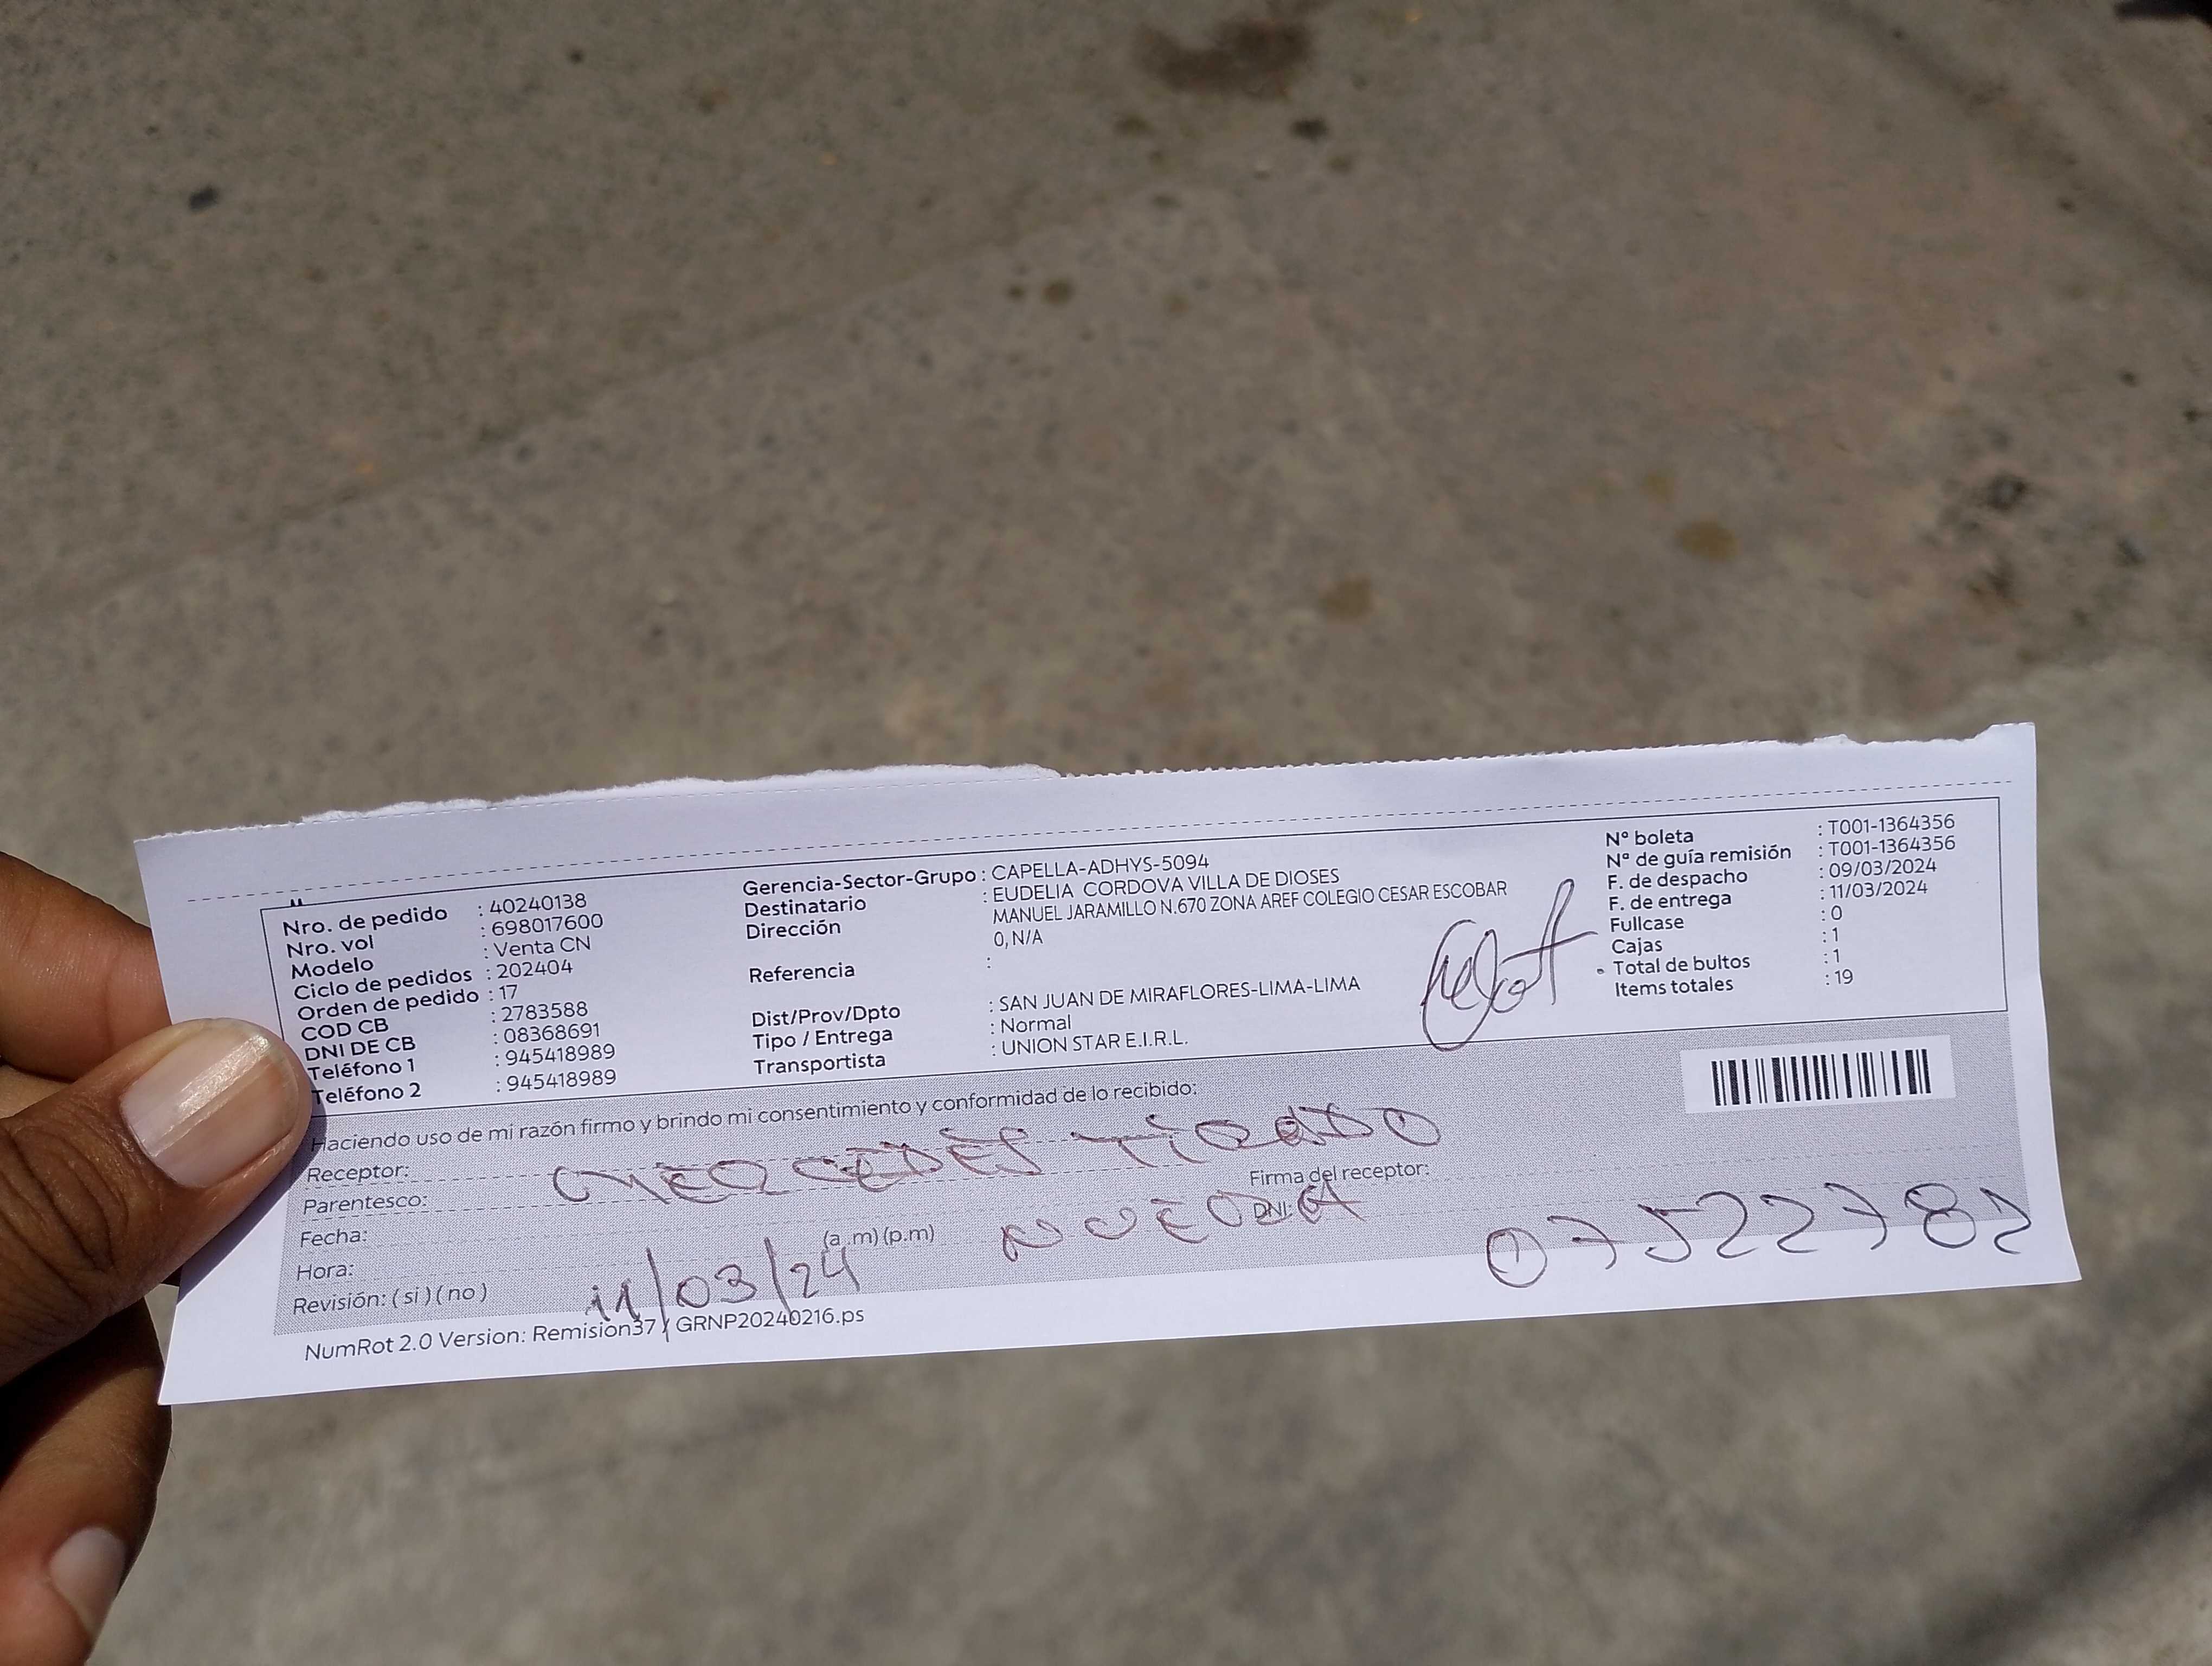 Nro. de pedido : 40240138
Nro. vol : 698017600
Modelo : Venta CN
Ciclo de pedidos : 202404
Orden de pedido : 17
COD CB : 2783588
DNI DE CB : 08368691
Teléfono 1 : 945418989
Teléfono 2 : 945418989
Gerencia-Sector-Grupo : CAPELLA-ADHYS-5094
Destinatario : EUDELIA CORDOVA VILLA DE DIOSES
Dirección MANUEL JARAMILLO N.670 ZONA AREF COLEGIO CESAR ESCOBAR
0, N/A
Referencia :
Dist/Prov/Dpto : SAN JUAN DE MIRAFLORES-LIMA-LIMA
Tipo / Entrega : Normal
Transportista : UNION STAR E.I.R.L.
N° boleta : T001-1364356
N° de guía remisión : T001-1364356
F. de despacho : 09/03/2024
F. de entrega : 11/03/2024
Fullcase : 0
Cajas : 1
Total de bultos : 1
Items totales : 19
Haciendo uso de mi razón firmo y brindo mi consentimiento y conformidad de lo recibido:
Receptor: MERCEDES TIRADO
Parentesco: Firma del receptor:
NUERA DNI: 07522782
Fecha:
(a .m) (p.m)
Hora: 11/03/24
Revisión: ( si ) ( no )
NumRot 2.0 Version: Remision37 / GRNP20240216.ps